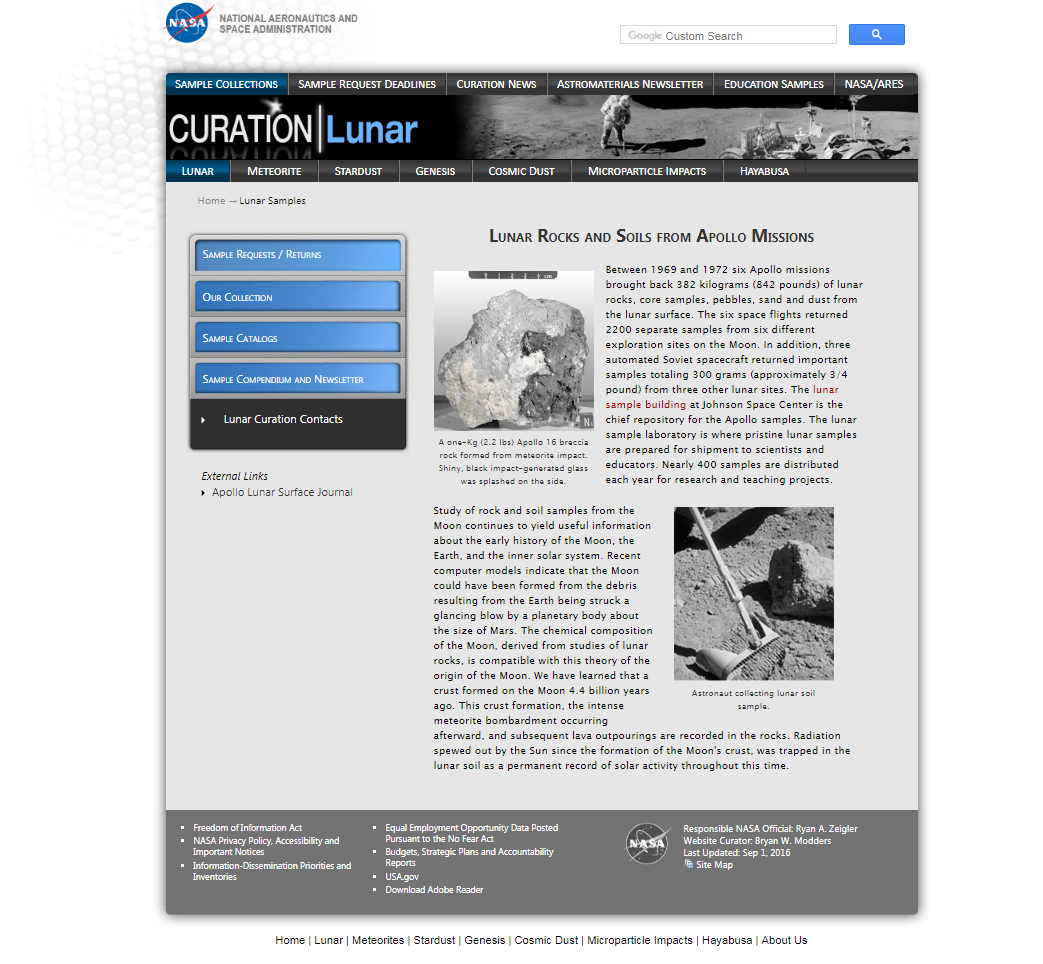 NASA
NATIONAL AERONAUTICS AND
SPACE ADMINISTRATION
Google Custom Search
SAMPLE COLLECTIONS
SAMPLE REQUEST DEADLINES
CURATION NEWS
ASTROMATERIALS NEWSLETTER
EDUCATION SAMPLES
NASA/ARES
CURATION|Lunar
LUNAR
METEORITE
STARDUST
GENESIS
COSMIC DUST
MICROPARTICLE IMPACTS
HAYABUSA
Home → Lunar Samples
SAMPLE REQUESTS / RETURNS
OUR COLLECTION
SAMPLE CATALOGS
SAMPLE COMPENDIUM AND NEWSLETTER
Lunar Curation Contacts
External Links
Apollo Lunar Surface Journal
LUNAR ROCKS AND SOILS FROM APOLLO MISSIONS
cm
N
A one-Kg (2.2 lbs) Apollo 16 breccia
rock formed from meteorite impact.
Shiny, black impact-generated glass
was splashed on the side.
Between 1969 and 1972 six Apollo missions
brought back 382 kilograms (842 pounds) of lunar
rocks, core samples, pebbles, sand and dust from
the lunar surface. The six space flights returned
2200 separate samples from six different
exploration sites on the Moon. In addition, three
automated Soviet spacecraft returned important
samples totaling 300 grams (approximately 3/4
pound) from three other lunar sites. The lunar
sample building at Johnson Space Center is the
chief repository for the Apollo samples. The lunar
sample laboratory is where pristine lunar samples
are prepared for shipment to scientists and
educators. Nearly 400 samples are distributed
each year for research and teaching projects.
Study of rock and soil samples from the
Moon continues to yield useful information
about the early history of the Moon, the
Earth, and the inner solar system. Recent
computer models indicate that the Moon
could have been formed from the debris
resulting from the Earth being struck a
glancing blow by a planetary body about
the size of Mars. The chemical composition
of the Moon, derived from studies of lunar
rocks, is compatible with this theory of the
origin of the Moon. We have learned that a
crust formed on the Moon 4.4 billion years
ago. This crust formation, the intense
meteorite bombardment occurring
afterward, and subsequent lava outpourings are recorded in the rocks. Radiation
spewed out by the Sun since the formation of the Moon's crust, was trapped in the
lunar soil as a permanent record of solar activity throughout this time.
Astronaut collecting lunar soil
sample.
Freedom of Information Act
NASA Privacy Policy, Accessibility and
Important Notices
Information-Dissemination Priorities and
Inventories
Equal Employment Opportunity Data Posted
Pursuant to the No Fear Act
Budgets, Strategic Plans and Accountability
Reports
USA.gov
Download Adobe Reader
NASA
Responsible NASA Official: Ryan A. Zeigler
Website Curator: Bryan W. Modders
Last Updated: Sep 1, 2016
Site Map
Home | Lunar | Meteorites | Stardust | Genesis | Cosmic Dust | Microparticle Impacts | Hayabusa | About Us